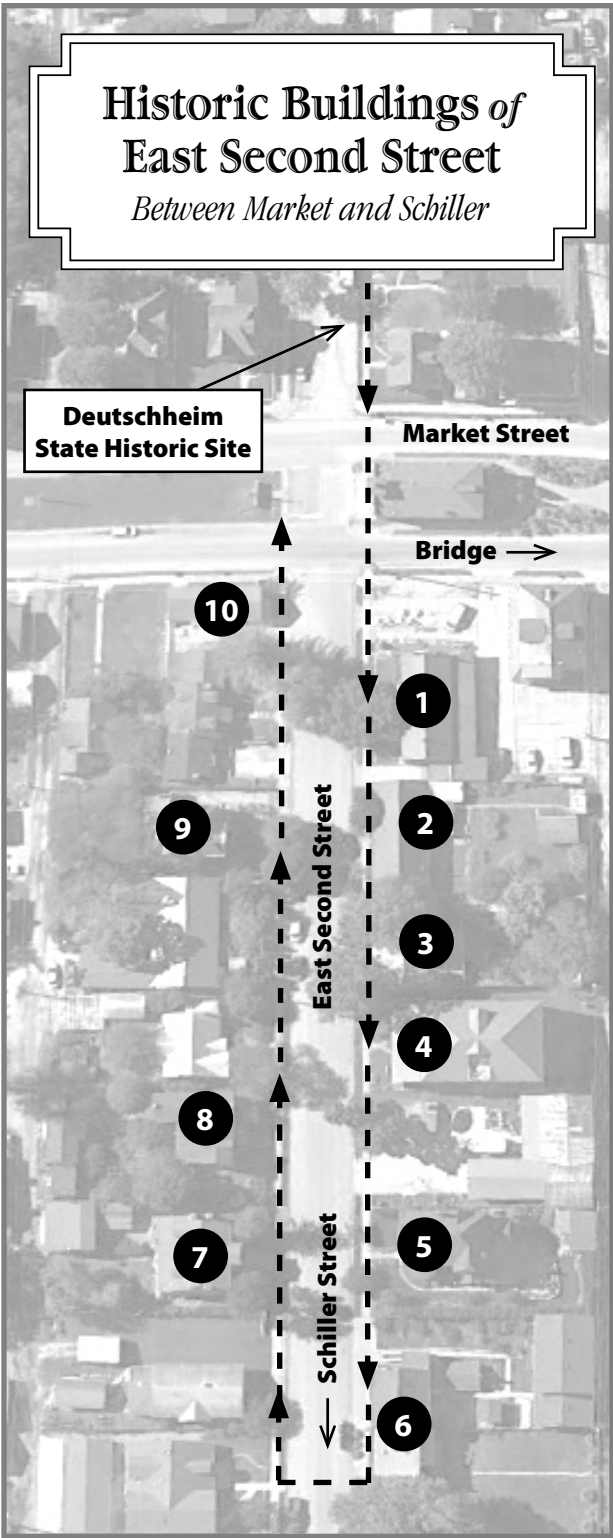 Historic Buildings of
East Second Street
Between Market and Schiller
Deutschheim
State Historic Site
Market Street
Bridge
10
1
9
2
East Second Street
3
4
8
7
5
Schiller Street
6